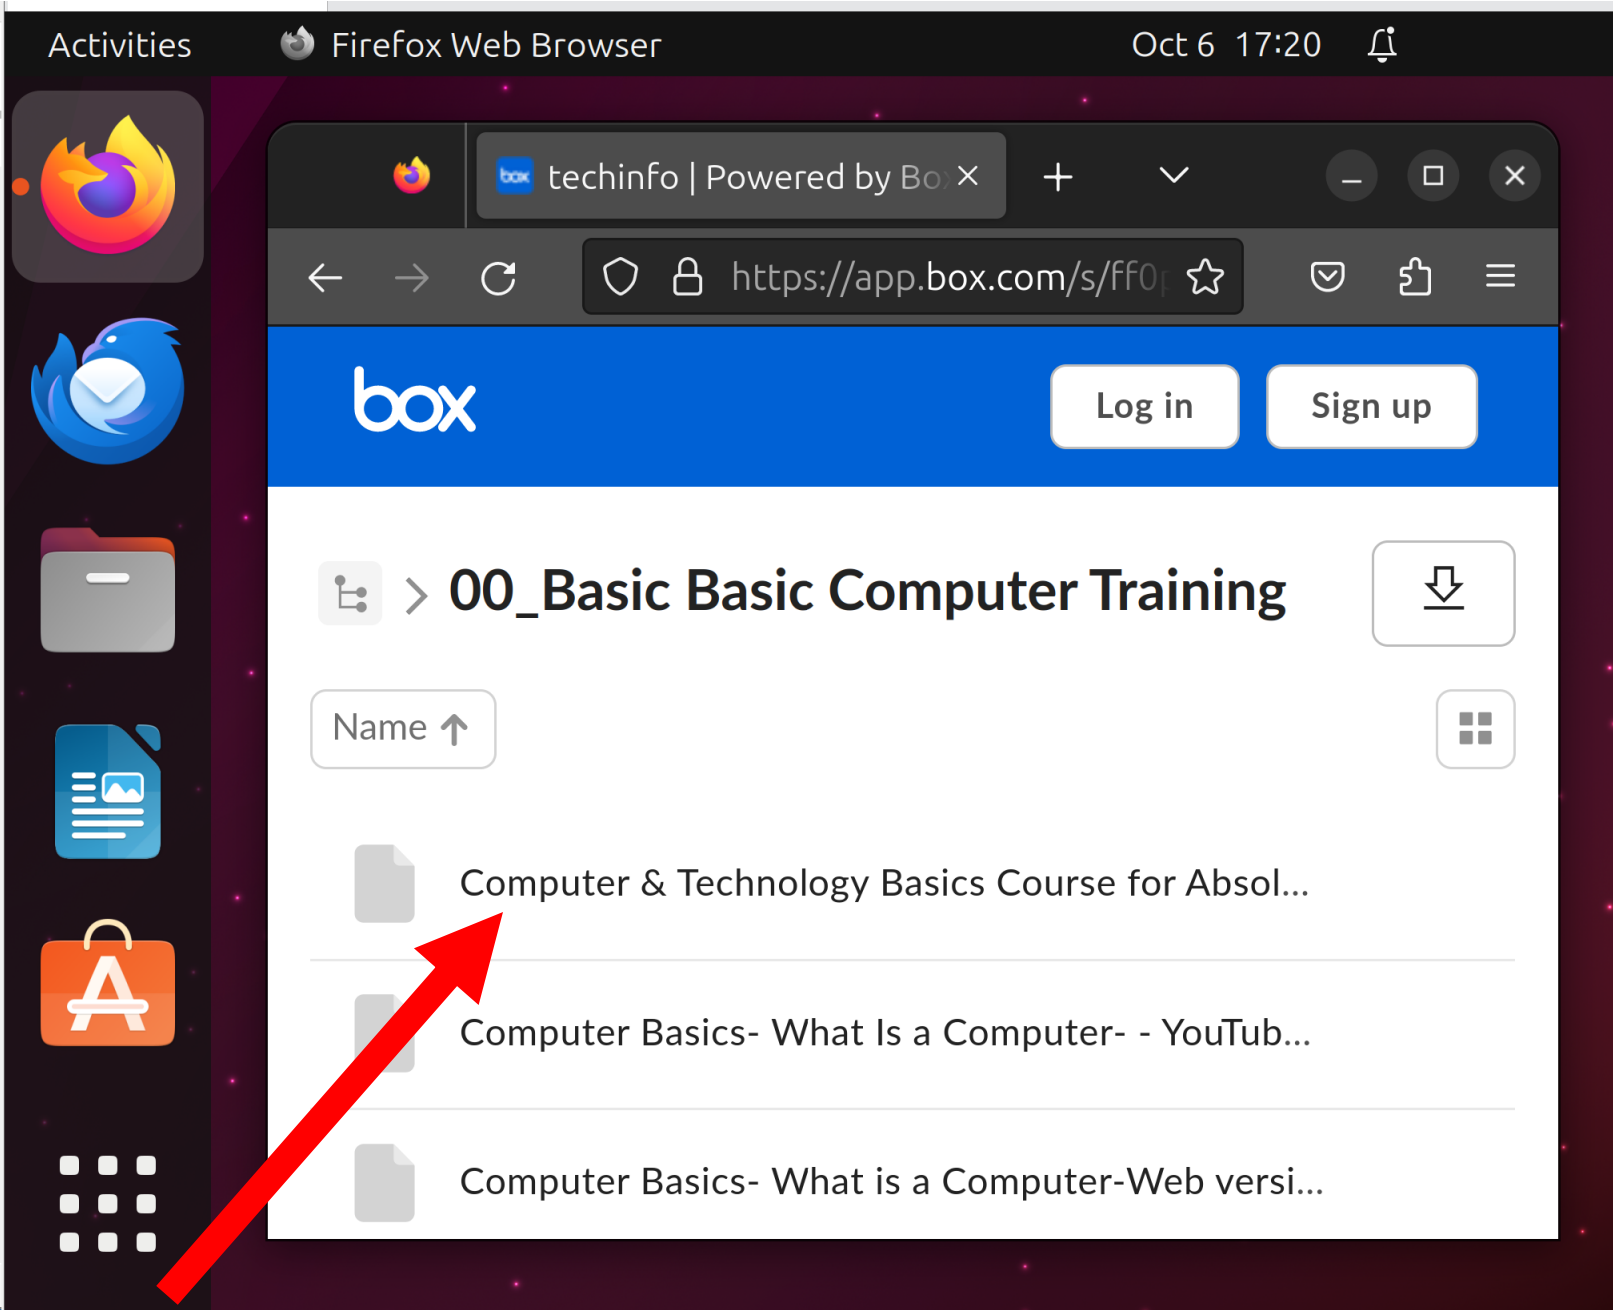 Activities
Firefox Web Browser
Oct 6 17:20
box techinfo | Powered by Bo
https://app.box.com/s/ff0
box
Log in
Sign up
00_Basic Basic Computer Training
Name
Computer & Technology Basics Course for Absol...
Computer Basics- What Is a Computer- - YouTub...
Computer Basics- What is a Computer-Web versi...